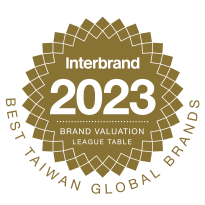 Interbrand
2023
BRAND VALUATION
LEAGUE TABLE
BEST TAIWAN GLOBAL BRANDS